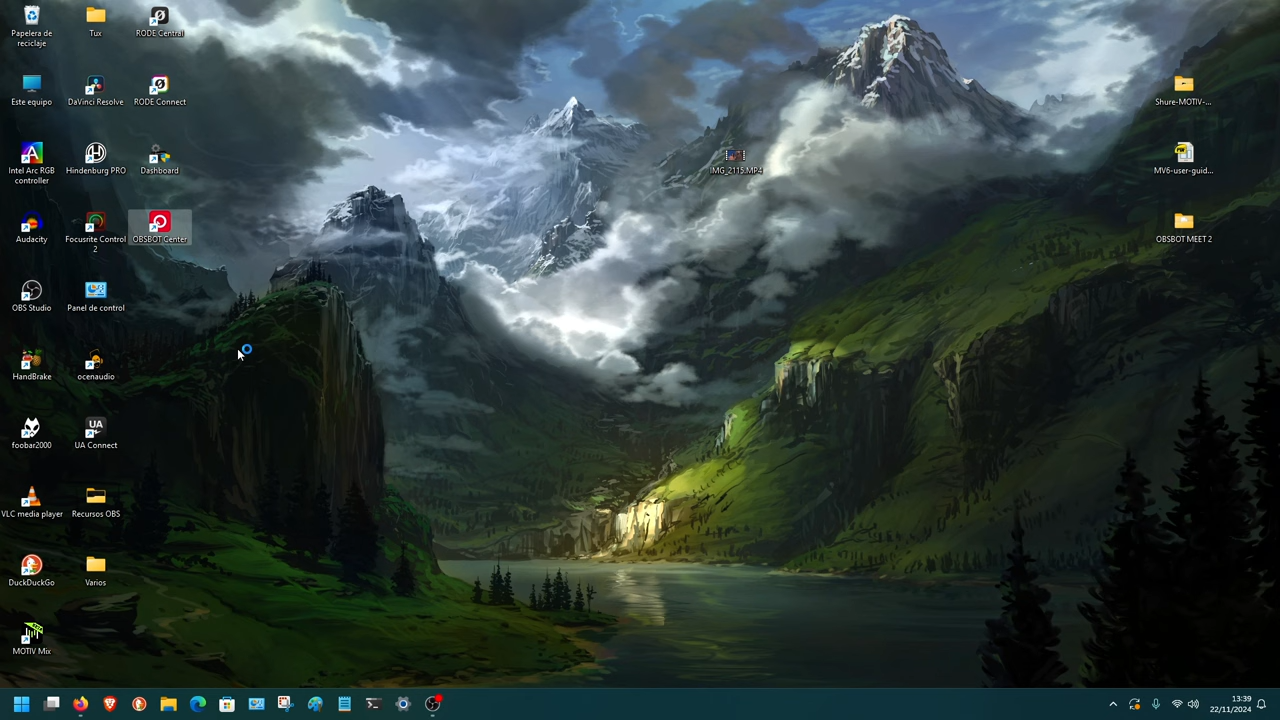 Papelera de
reciclaje
Tux
RODE Central
Este equipo
DaVinci Resolve
RODE Connect
Intel Arc RGB
controller
Hindenburg PRO
Dashboard
Audacity
Focusrite Control
2
OBSBOT Center
OBS Studio
Panel de control
HandBrake
ocenaudio
foobar2000
UA
UA Connect
VLC media player
Recursos OBS
DuckDuckGo
Varios
MOTIV Mix
IMG_2115.MP4
Shure-MOTIV-...
MV6-user-guid...
OBSBOT MEET 2
13:39
22/11/2024